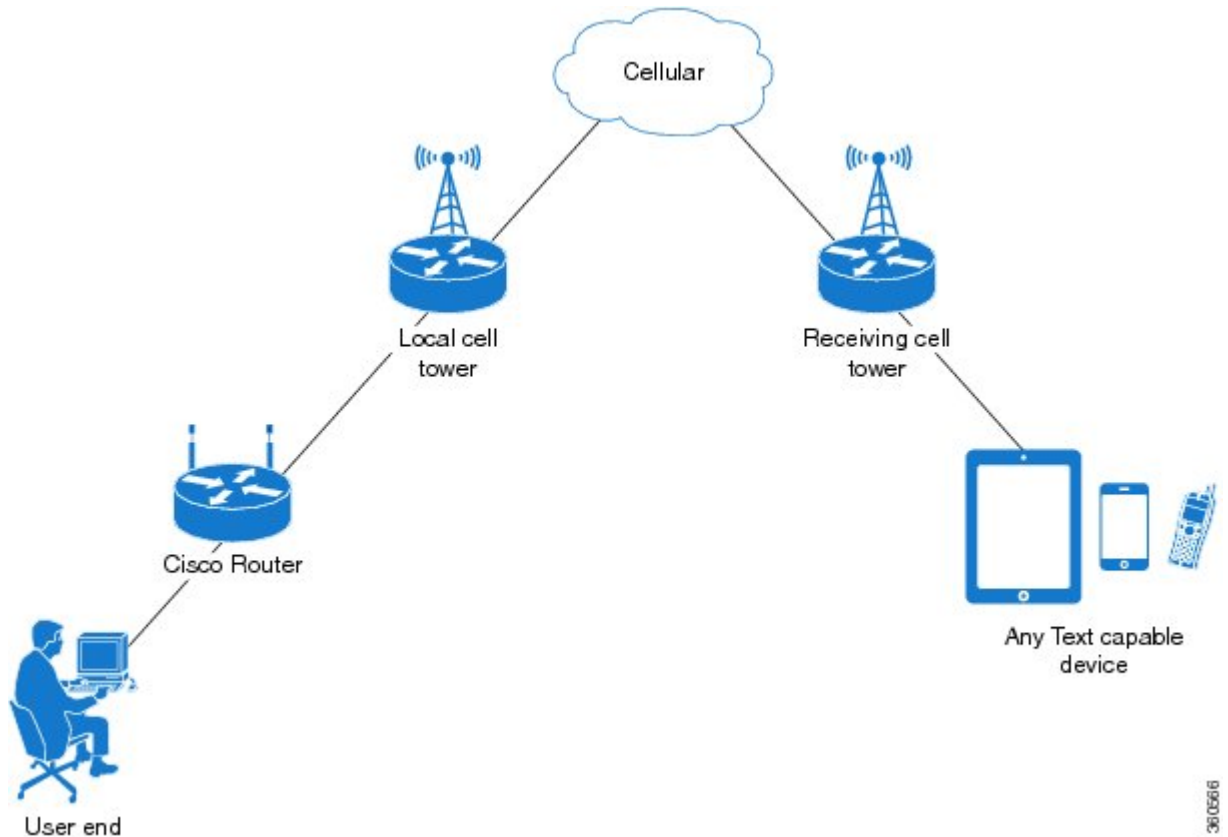 Cellular
Local cell
tower
Receiving cell
tower
Cisco Router
Any Text capable
device
User end
360566